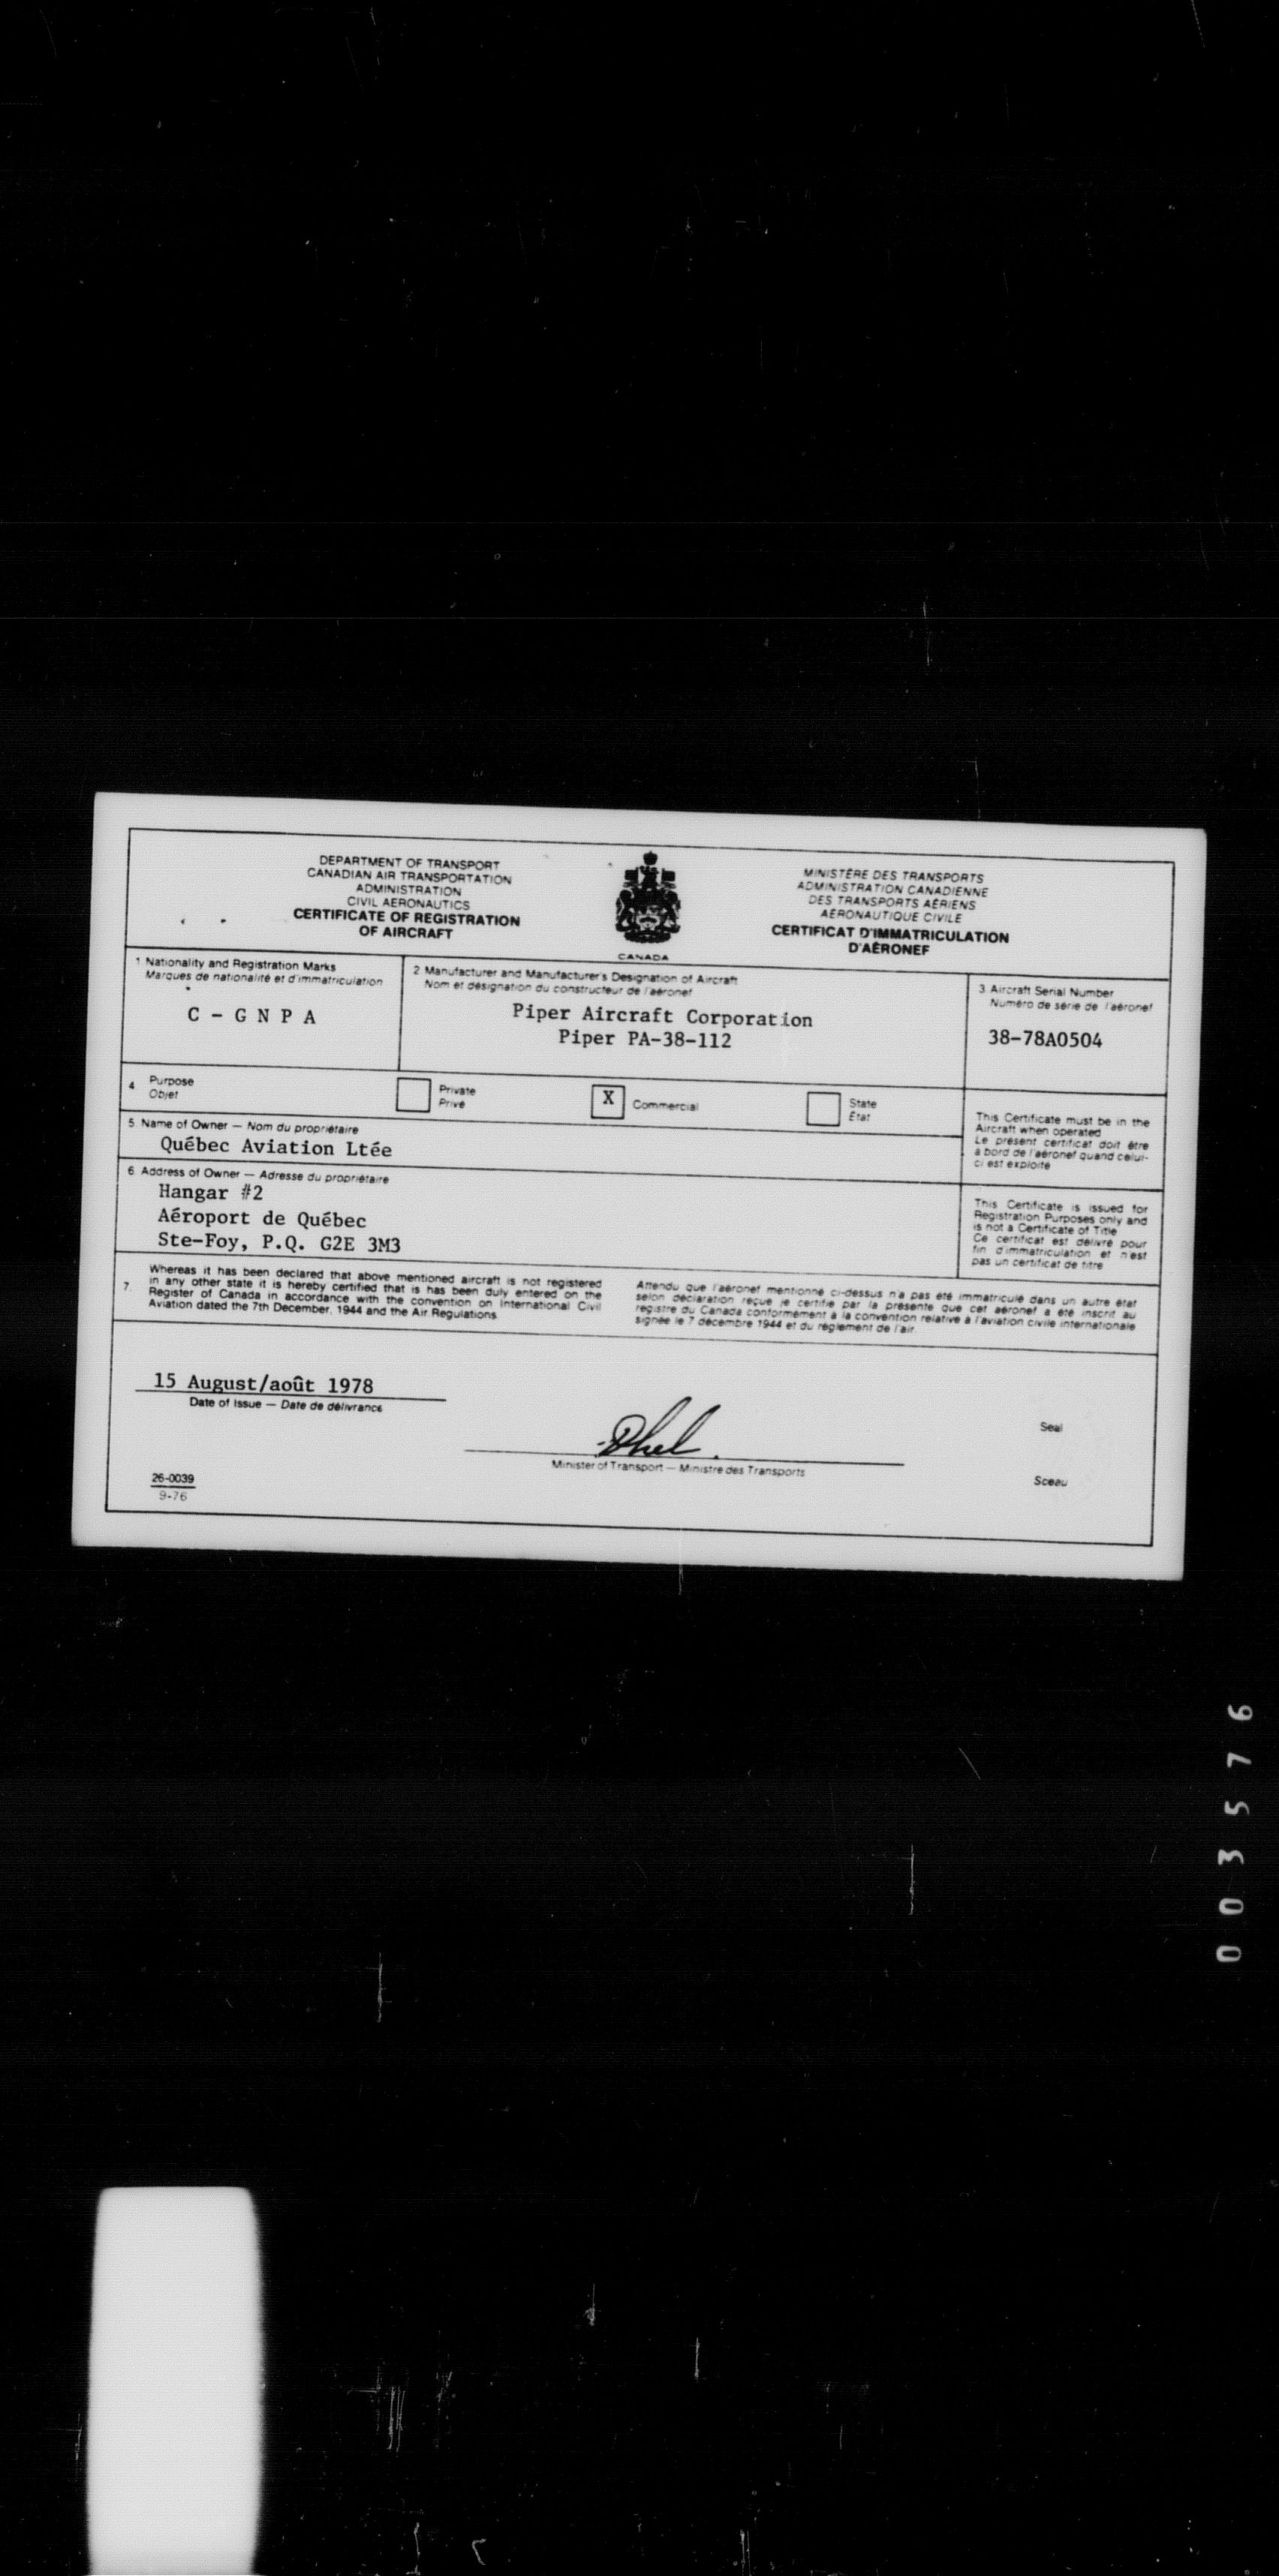 DEPARTMENT OF TRANSPORT
CANADIAN AIR TRANSPORTATION
ADMINISTRATION
CIVIL AERONAUTICS
CERTIFICATE OF REGISTRATION
OF AIRCRAFT
CANADA
MINISTÈRE DES TRANSPORTS
ADMINISTRATION CANADIENNE
DES TRANSPORTS AÉRIENS
AÉRONAUTIQUE CIVILE
CERTIFICAT D'IMMATRICULATION
D'AÉRONEF
1 Nationality and Registration Marks
Marques de nationalité et d'immatriculation
C - G N P A
2 Manufacturer and Manufacturer's Designation of Aircraft
Nom et désignation du constructeur de l'aéronef
Piper Aircraft Corporation
Piper PA-38-112
3 Aircraft Serial Number
Numéro de série de l'aéronef
38-78A0504
4 Purpose
Objet
Private
Privé
X Commercial
State
État
This Certificate must be in the
Aircraft when operated
Le présent certificat doit être
à bord de l'aéronef quand celui-
ci est exploité
5. Name of Owner — Nom du propriétaire
Québec Aviation Ltée
6. Address of Owner — Adresse du propriétaire
Hangar #2
Aéroport de Québec
Ste-Foy, P.Q. G2E 3M3
This Certificate is issued for
Registration Purposes only and
is not a Certificate of Title
Ce certificat est délivré pour
fin d'immatriculation et n'est
pas un certificat de titre
7. Whereas it has been declared that above mentioned aircraft is not registered
in any other state it is hereby certified that is has been duly entered on the
Register of Canada in accordance with the convention on International Civil
Aviation dated the 7th December, 1944 and the Air Regulations
Attendu que l'aéronef mentionné ci-dessus n'a pas été immatriculé dans un autre état
selon déclaration reçue je certifie par la présente que cet aéronef a été inscrit au
registre du Canada conformément à la convention relative à l'aviation civile internationale
signée le 7 décembre 1944 et du règlement de l'air
15 August/août 1978
Date of Issue — Date de délivrance
Minister of Transport — Ministre des Transports
Seal
Sceau
26-0039
9-76
003576